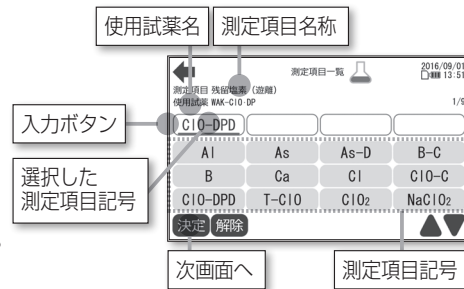 使用試薬名 測定項目名称
測定項目一覧 2016/09/01
13:51
測定項目 残留塩素 (遊離)
使用試薬 WAK-ClO·DP 1/9
入力ボタン
ClO-DPD
Al As As-D B-C
選択した
測定項目記号
B Ca Cl ClO-C
ClO-DPD T-ClO ClO₂ NaClO₂
決定 解除
次画面へ 測定項目記号